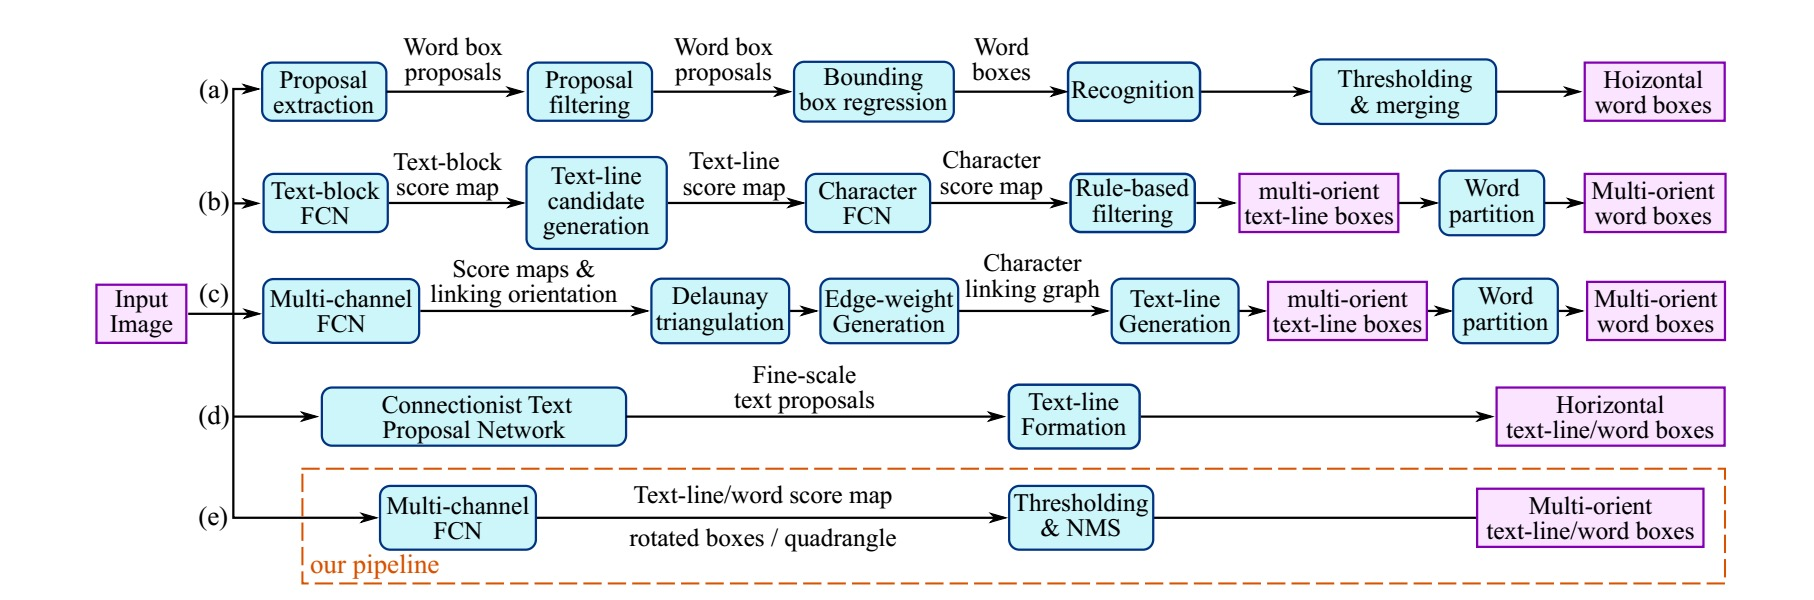 Word box
proposals
Word box
proposals
Word
boxes
(a)
Proposal
extraction
Proposal
filtering
Bounding
box regression
Recognition
Thresholding
& merging
Hoizontal
word boxes
Text-block
score map
Text-line
score map
Character
score map
(b)
Text-block
FCN
Text-line
candidate
generation
Character
FCN
Rule-based
filtering
multi-orient
text-line boxes
Word
partition
Multi-orient
word boxes
Score maps &
linking orientation
Character
linking graph
Input
Image
(c)
Multi-channel
FCN
Delaunay
triangulation
Edge-weight
Generation
Text-line
Generation
multi-orient
text-line boxes
Word
partition
Multi-orient
word boxes
Fine-scale
text proposals
(d)
Connectionist Text
Proposal Network
Text-line
Formation
Horizontal
text-line/word boxes
(e)
Multi-channel
FCN
Text-line/word score map
rotated boxes / quadrangle
Thresholding
& NMS
Multi-orient
text-line/word boxes
our pipeline